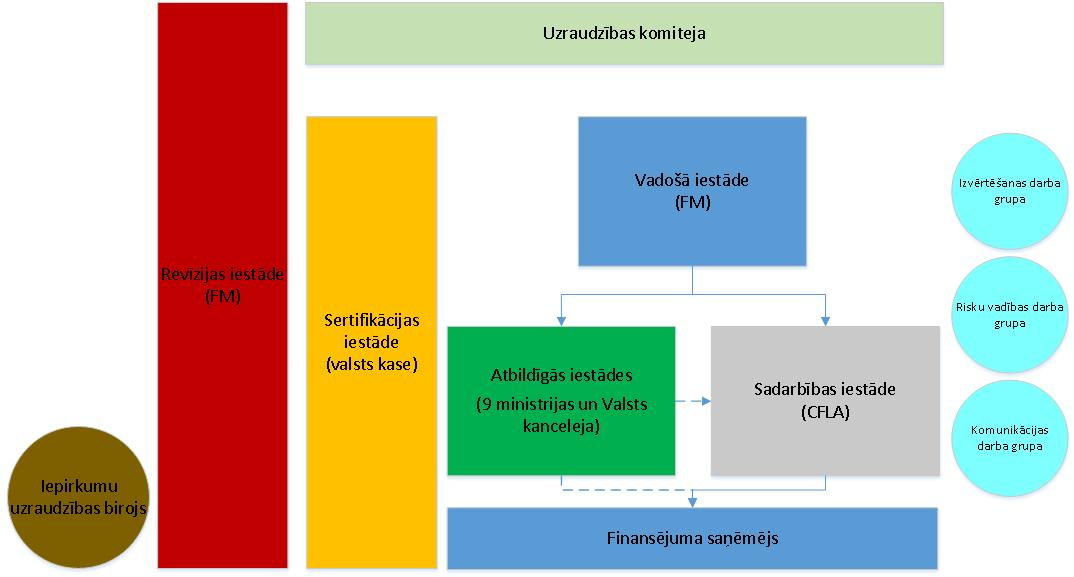 Uzraudzības komiteja
Vadošā iestāde
(FM)
Izvērtēšanas darba
grupa
Revīzijas iestāde
(FM)
Sertifikācijas
iestāde
(valsts kase)
Risku vadības darba
grupa
Atbildīgās iestādes
(9 ministrijas un Valsts
kanceleja)
Sadarbības iestāde
(CFLA)
Komunikācijas
darba grupa
Iepirkumu
uzraudzības birojs
Finansējuma saņēmējs